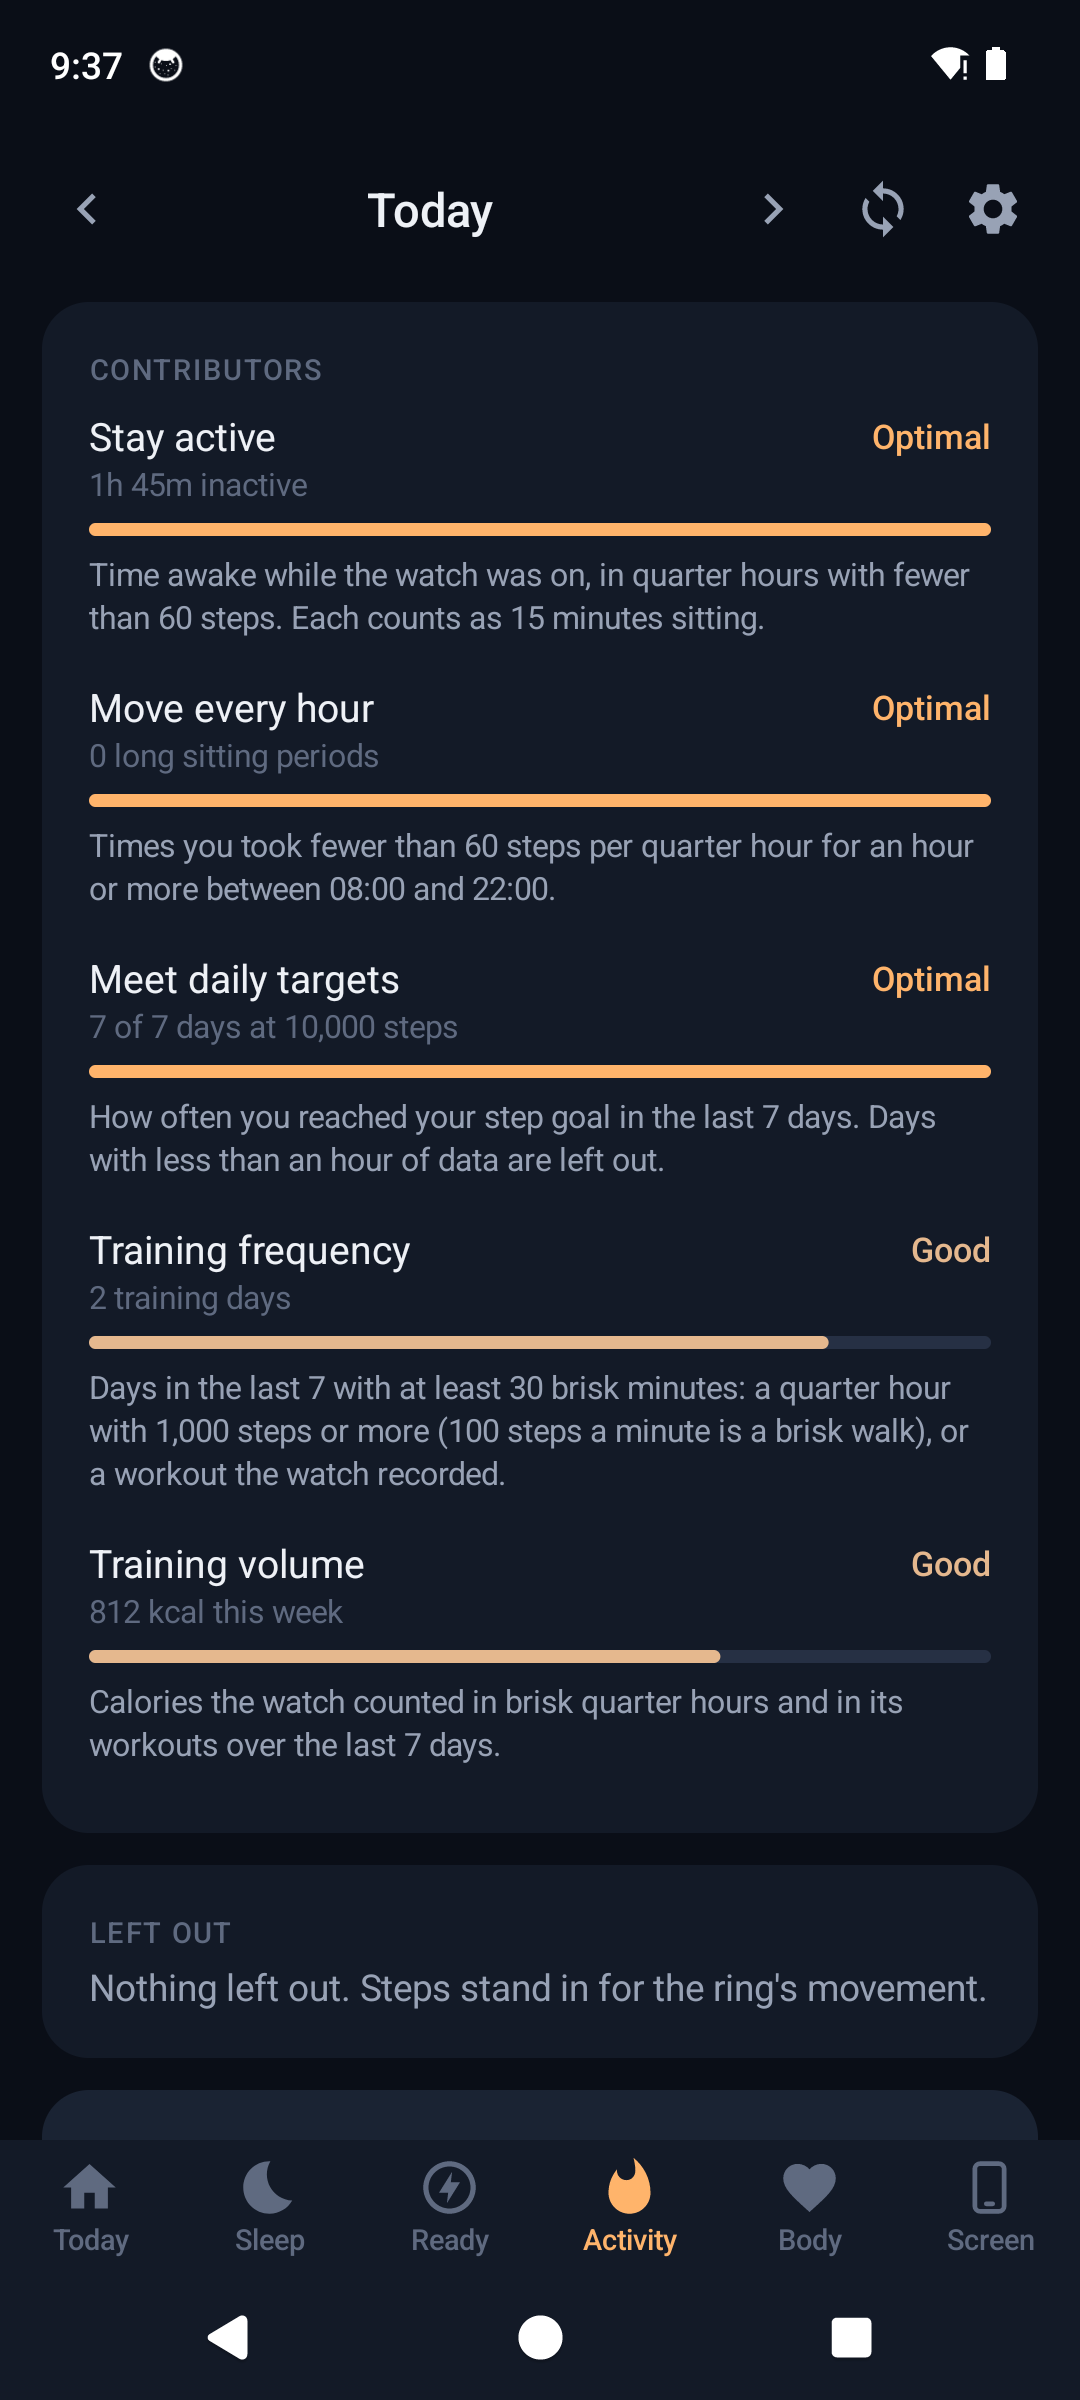 9:37
Today
CONTRIBUTORS
Stay active
Optimal
1h 45m inactive
Time awake while the watch was on, in quarter hours with fewer
than 60 steps. Each counts as 15 minutes sitting.
Move every hour
Optimal
0 long sitting periods
Times you took fewer than 60 steps per quarter hour for an hour
or more between 08:00 and 22:00.
Meet daily targets
Optimal
7 of 7 days at 10,000 steps
How often you reached your step goal in the last 7 days. Days
with less than an hour of data are left out.
Training frequency
Good
2 training days
Days in the last 7 with at least 30 brisk minutes: a quarter hour
with 1,000 steps or more (100 steps a minute is a brisk walk), or
a workout the watch recorded.
Training volume
Good
812 kcal this week
Calories the watch counted in brisk quarter hours and in its
workouts over the last 7 days.
LEFT OUT
Nothing left out. Steps stand in for the ring's movement.
Today
Sleep
Ready
Activity
Body
Screen